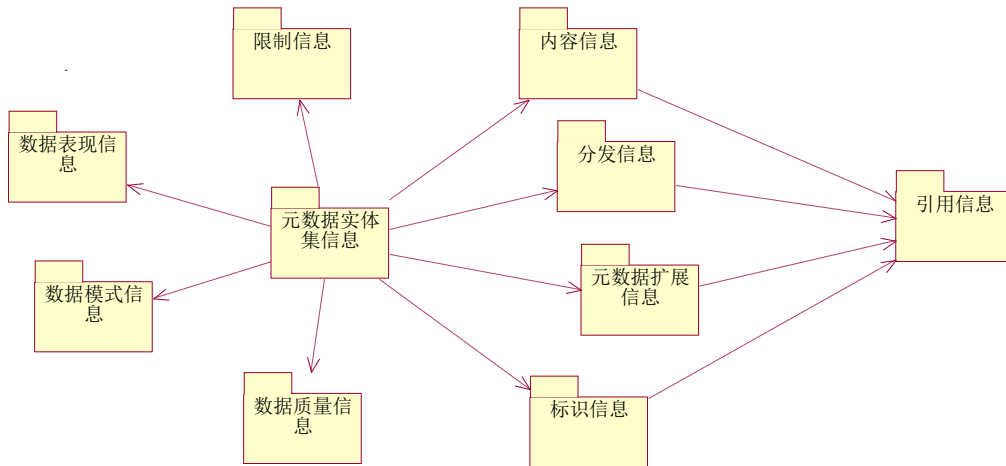 限制信息
内容信息
数据表现信
息
分发信息
引用信息
元数据实体
集信息
元数据扩展
信息
数据模式信
息
数据质量信
息
标识信息